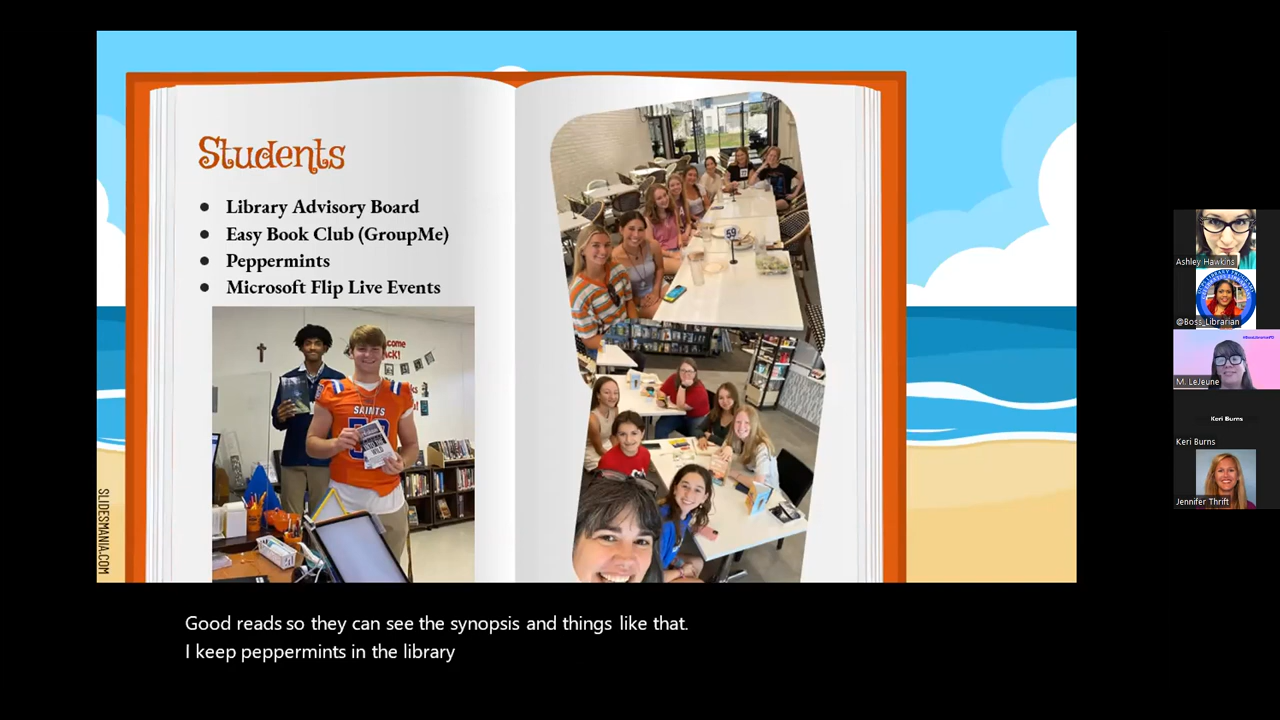 Students
● Library Advisory Board
● Easy Book Club (GroupMe)
● Peppermints
● Microsoft Flip Live Events
SAINTS
59
SLIDESMANIA.COM
Good reads so they can see the synopsis and things like that.
I keep peppermints in the library
Ashley Hawkins
@Boss_Librarian
M. LeJeune
Keri Burns
Keri Burns
Jennifer Thrift